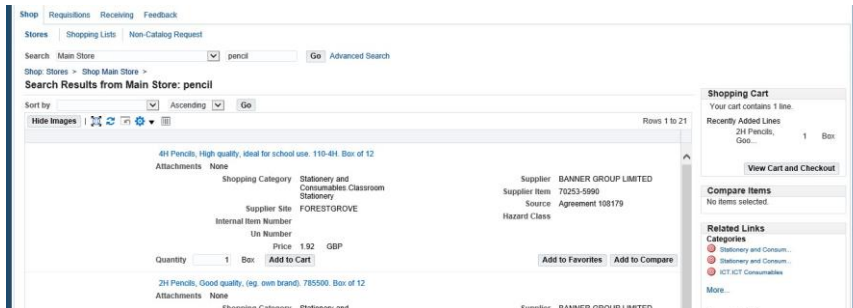 Shop Requisitions Receiving Feedback
Stores Shopping Lists Non-Catalog Request
Search Main Store pencil Go Advanced Search
Shop: Stores > Shop Main Store >
Search Results from Main Store: pencil
Sort by Ascending Go
Hide Images Rows 1 to 21
4H Pencils, High quality, ideal for school use. 110-4H. Box of 12
Attachments None
Shopping Category Stationery and Consumables.Classroom Stationery
Supplier Site FORESTGROVE
Internal Item Number
Un Number
Price 1.92 GBP
Supplier BANNER GROUP LIMITED
Supplier Item 70253-5990
Source Agreement 108179
Hazard Class
Quantity 1 Box Add to Cart Add to Favorites Add to Compare
2H Pencils, Good quality, (eg. own brand). 785500. Box of 12
Attachments None
Shopping Category Stationery and Supplier BANNER GROUP LIMITED
Shopping Cart
Your cart contains 1 line.
Recently Added Lines
2H Pencils, Goo... 1 Box
View Cart and Checkout
Compare Items
No items selected.
Related Links
Categories
Stationery and Consum...
Stationery and Consum...
ICT.ICT Consumables
More...